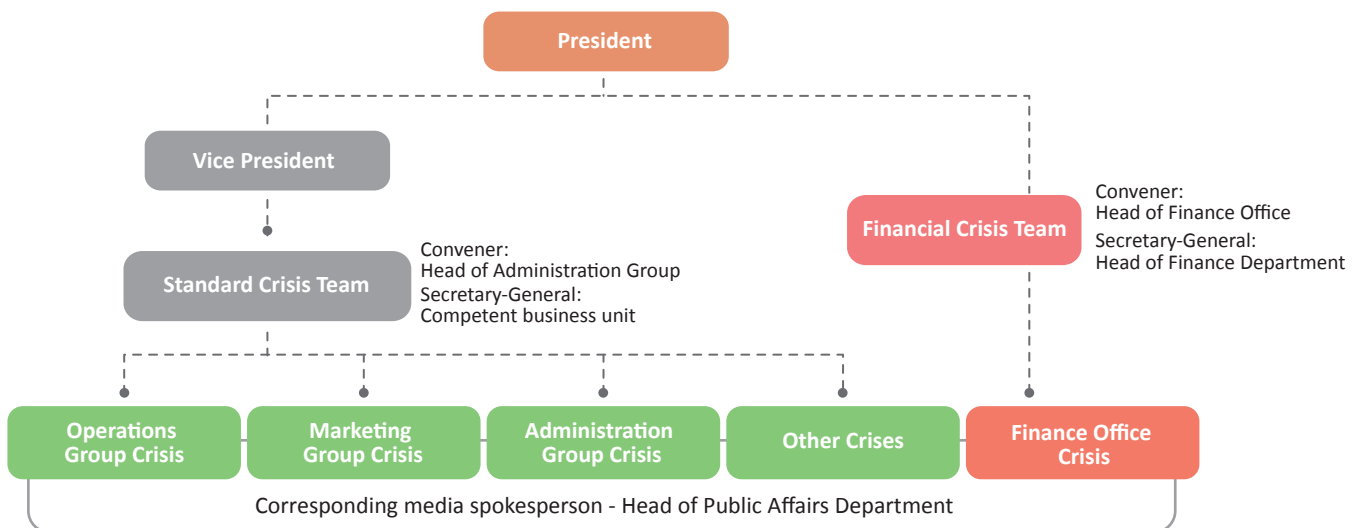 President
Vice President
Convener:
Head of Finance Office
Secretary-General:
Head of Finance Department
Financial Crisis Team
Convener:
Head of Administration Group
Secretary-General:
Competent business unit
Standard Crisis Team
Operations
Group Crisis
Marketing
Group Crisis
Administration
Group Crisis
Other Crises
Finance Office
Crisis
Corresponding media spokesperson - Head of Public Affairs Department